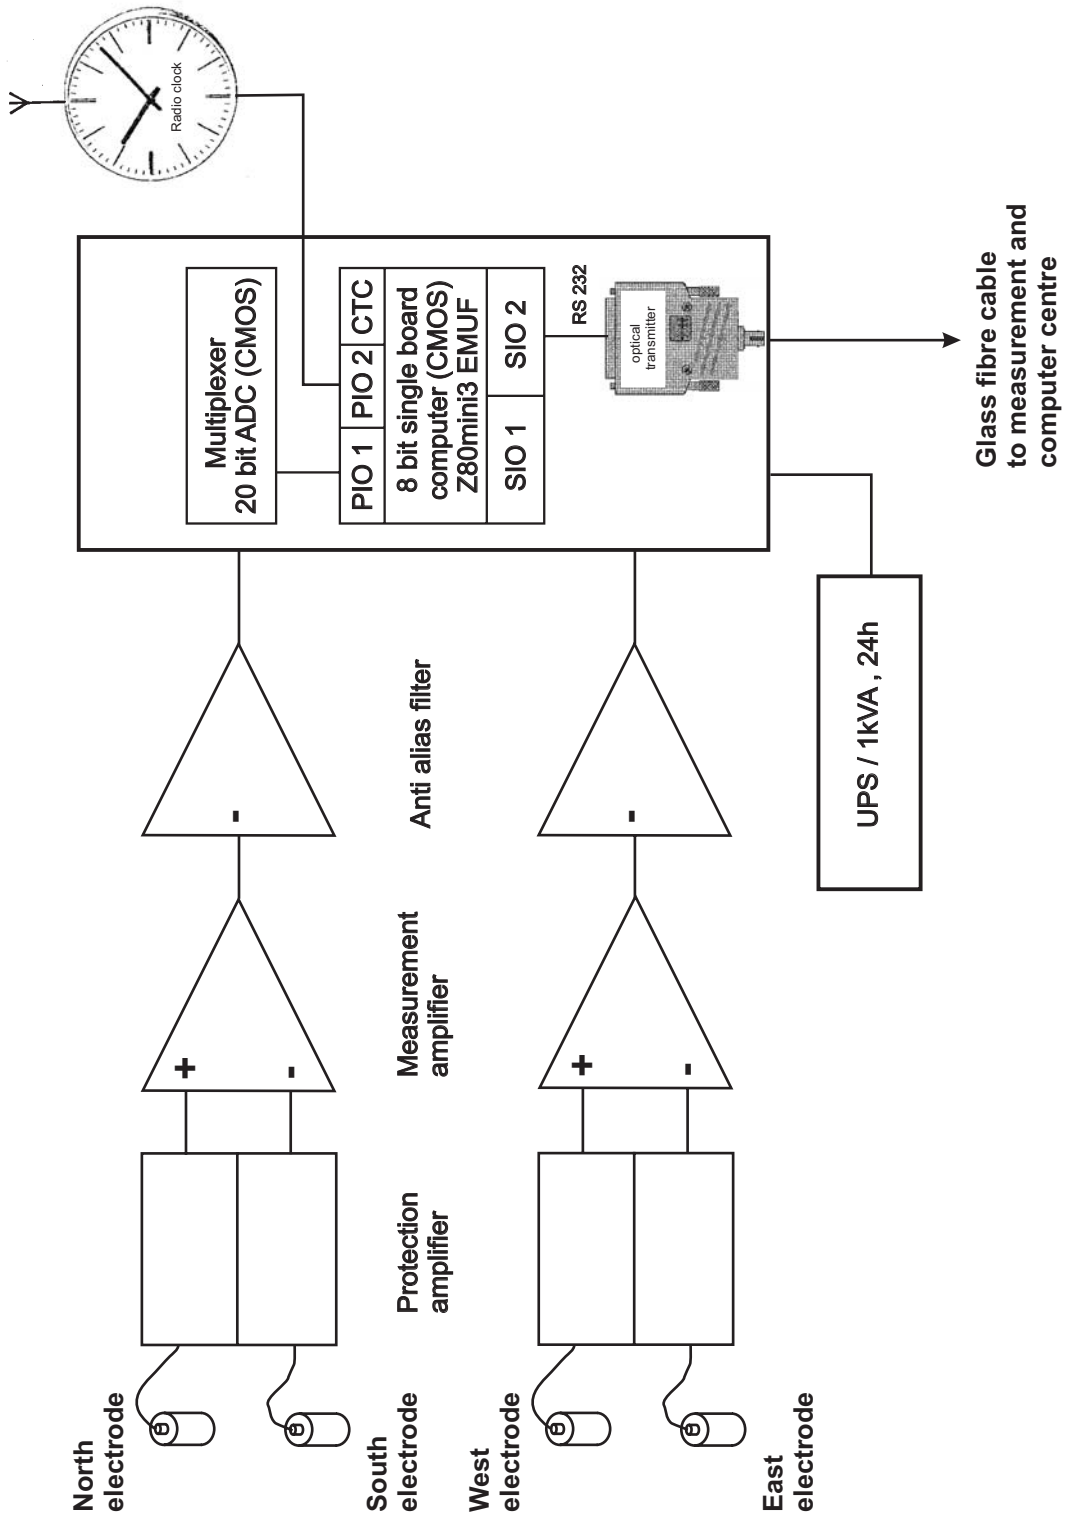 North
electrode
South
electrode
West
electrode
East
electrode
Protection
amplifier
Measurement
amplifier
Anti alias filter
+
-
-
+
-
-
Multiplexer
20 bit ADC (CMOS)
PIO 1
PIO 2
CTC
8 bit single board
computer (CMOS)
Z80mini3 EMUF
SIO 1
SIO 2
RS 232
optical
transmitter
Radio clock
UPS / 1kVA , 24h
Glass fibre cable
to measurement and
computer centre